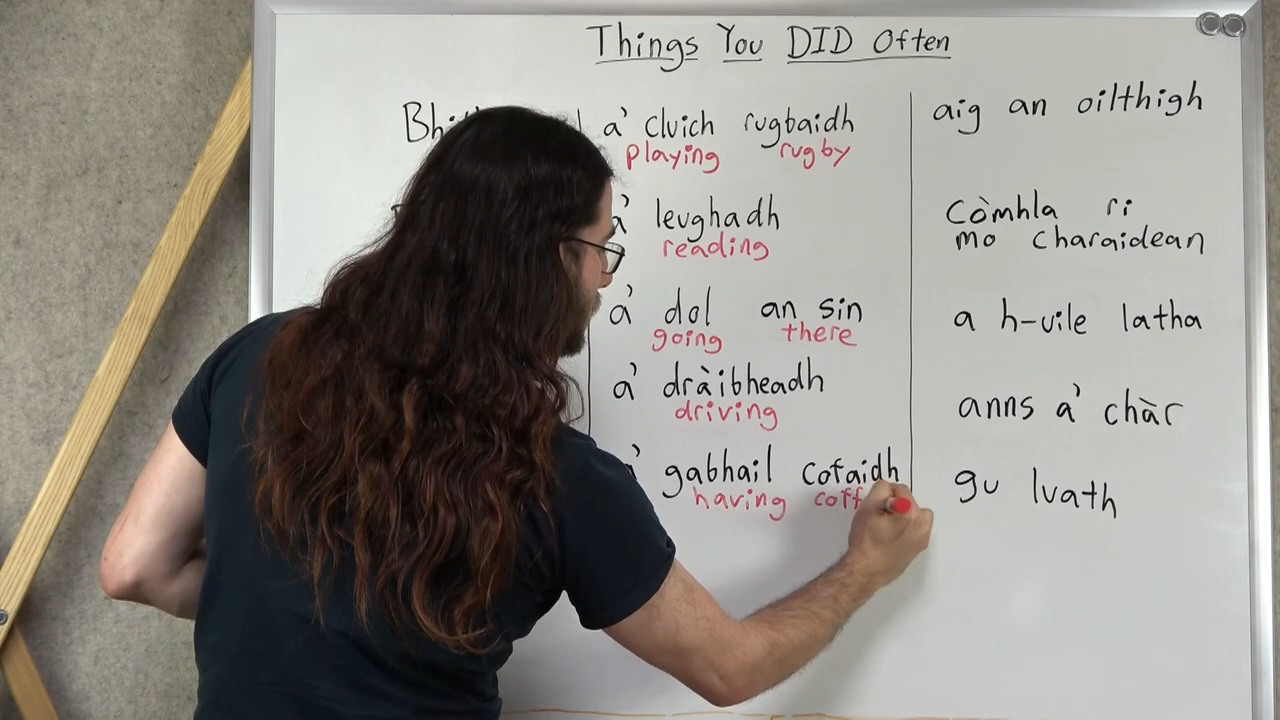 Things You DID Often
a' cluich rugbaidh
playing rugby
a' leughadh
reading
a' dol an sin
going there
a' dràibheadh
driving
gabhail cofaidh
having
aig an oilthigh
Còmhla ri
mo charaidean
a h-uile latha
anns a' chàr
gu luath